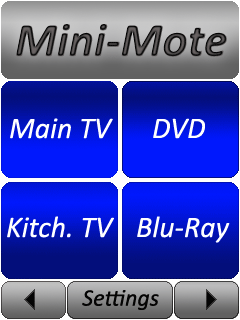 Mini-Mote
Main TV DVD
Kitch. TV Blu-Ray
Settings